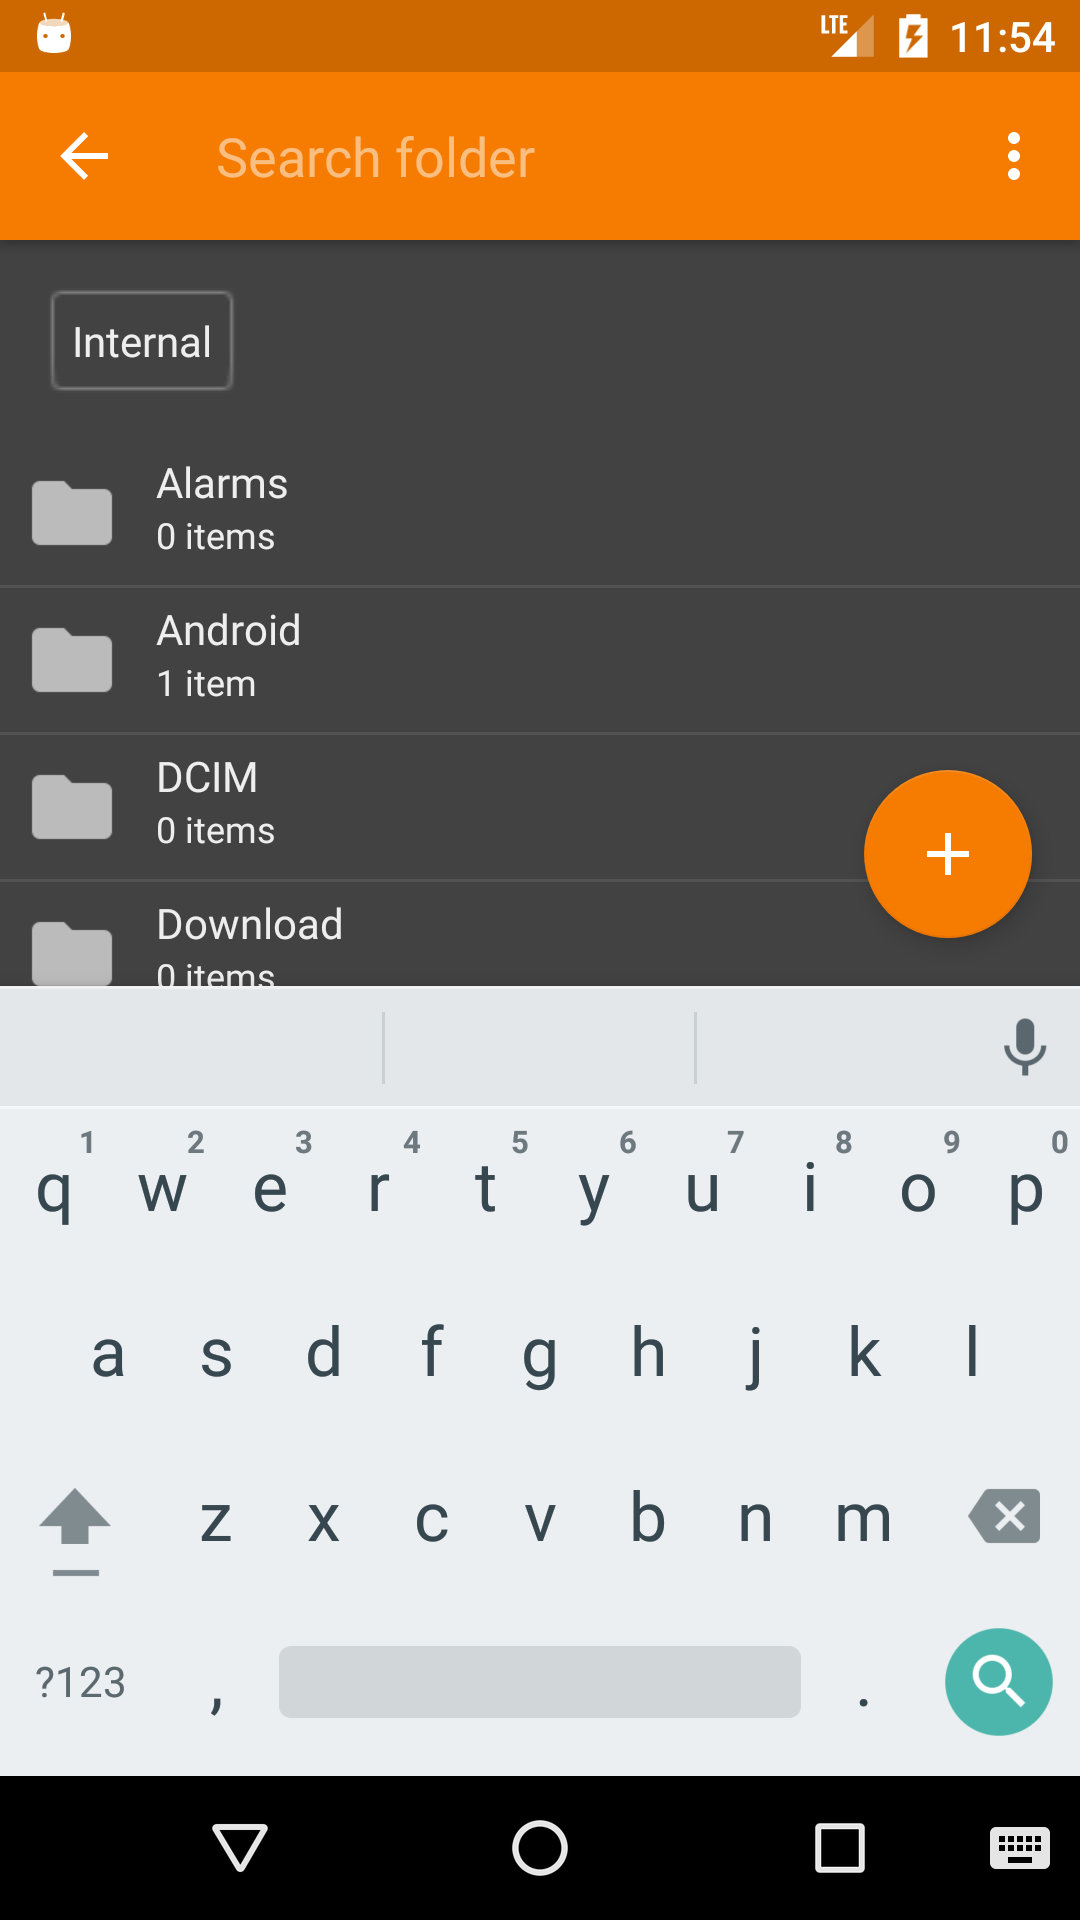 LTE 11:54
Search folder
Internal
Alarms
0 items
Android
1 item
DCIM
0 items
Download
0 items
1 2 3 4 5 6 7 8 9 0
q w e r t y u i o p
a s d f g h j k l
z x c v b n m
?123 , .